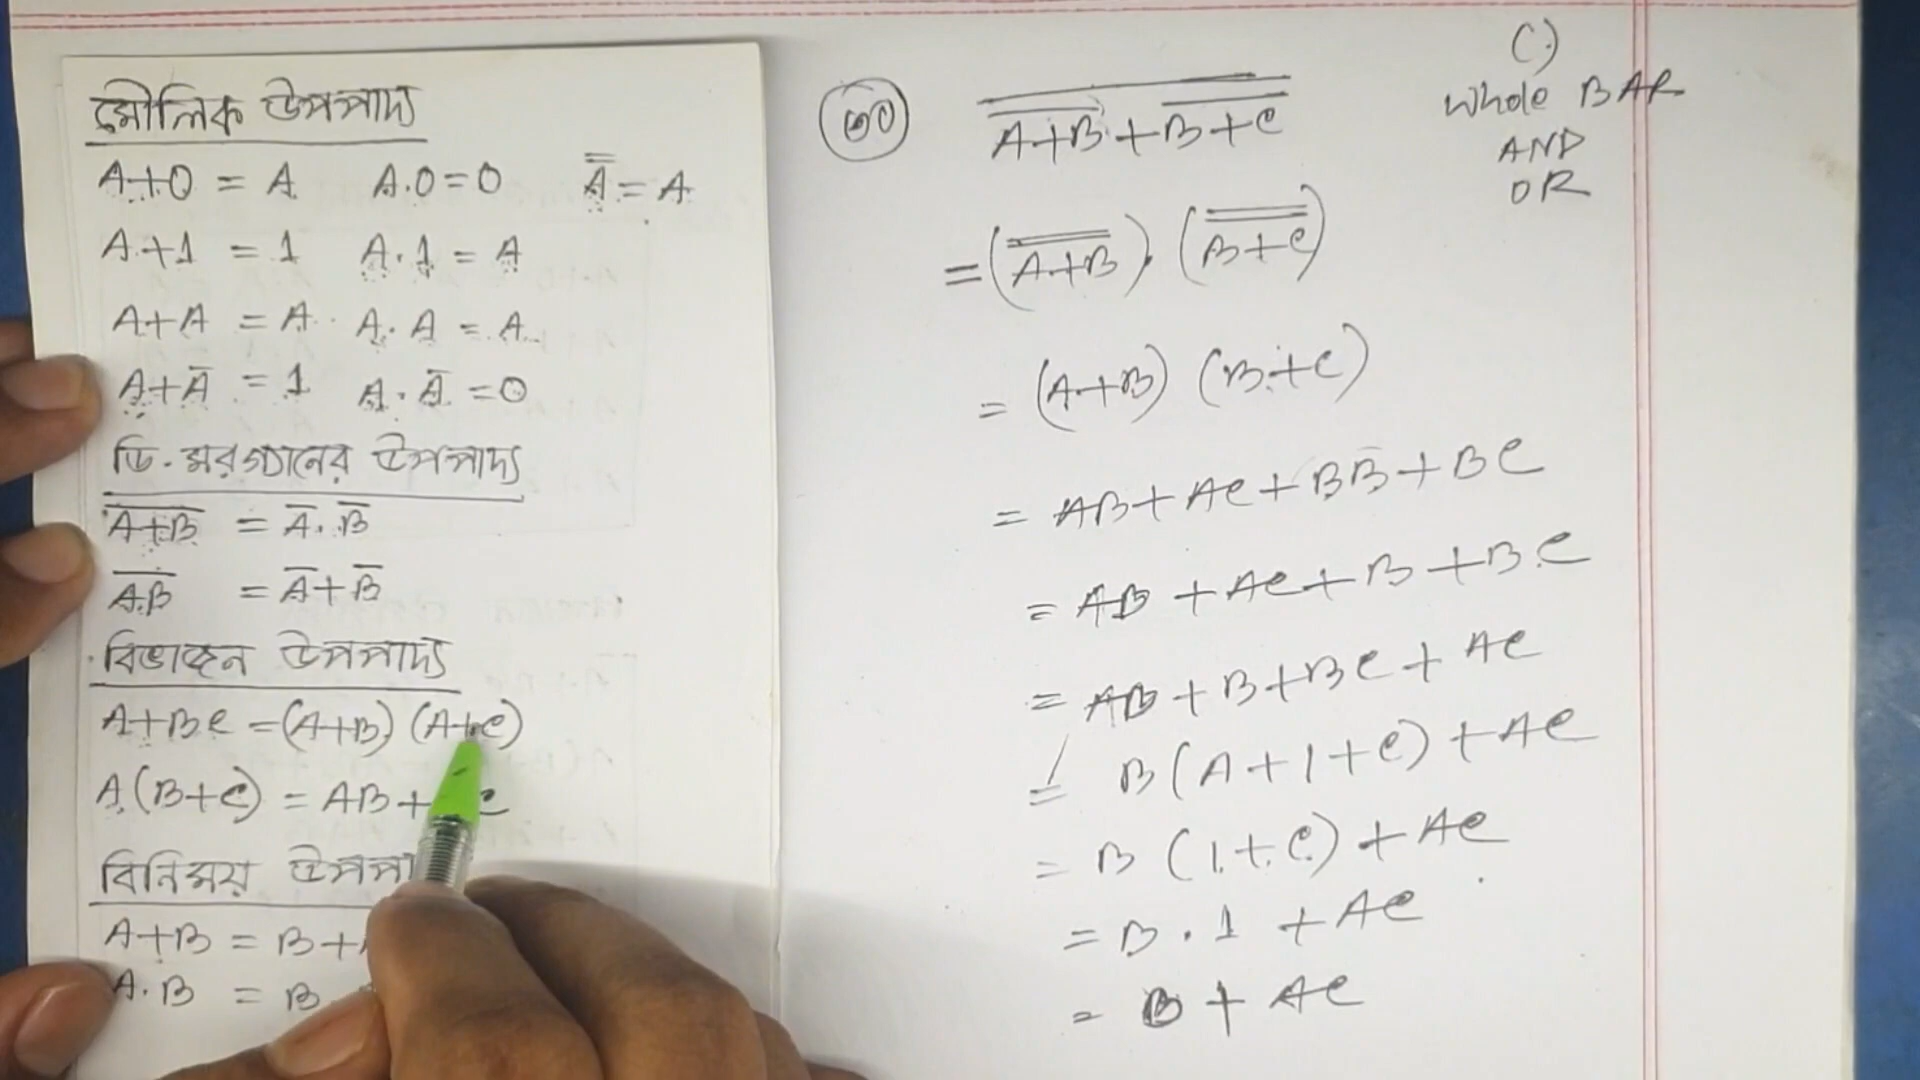 মৌলিক উপপাদ্য
A+0 = A A.0=0 A̿ = A
A+1 = 1 A.1 = A
A+A = A A.A = A
A+A̅ = 1 A.A̅ = 0
ডি-মরগ্যানের উপপাদ্য
A̅+̅B̅ = A̅.B̅
A̅.̅B̅ = A̅+B̅
বিভাজন উপপাদ্য
A+BC = (A+B) (A+C)
A.(B+C) = AB+
বিনিময় উপপা
A+B = B+
A.B = B
C)
Whole BAR
AND
OR
A̿+̿B̿+̅B̿+̿C̿
= (A̿+̿B̿).(B̿+̿C̿)
= (A+B) (B+C)
= AB+AC+BB+BC
= AB+AC+B+BC
= AB+B+BC+AC
= B(A+1+C)+AC
= B(1+C)+AC
= B.1+AC
= B+AC